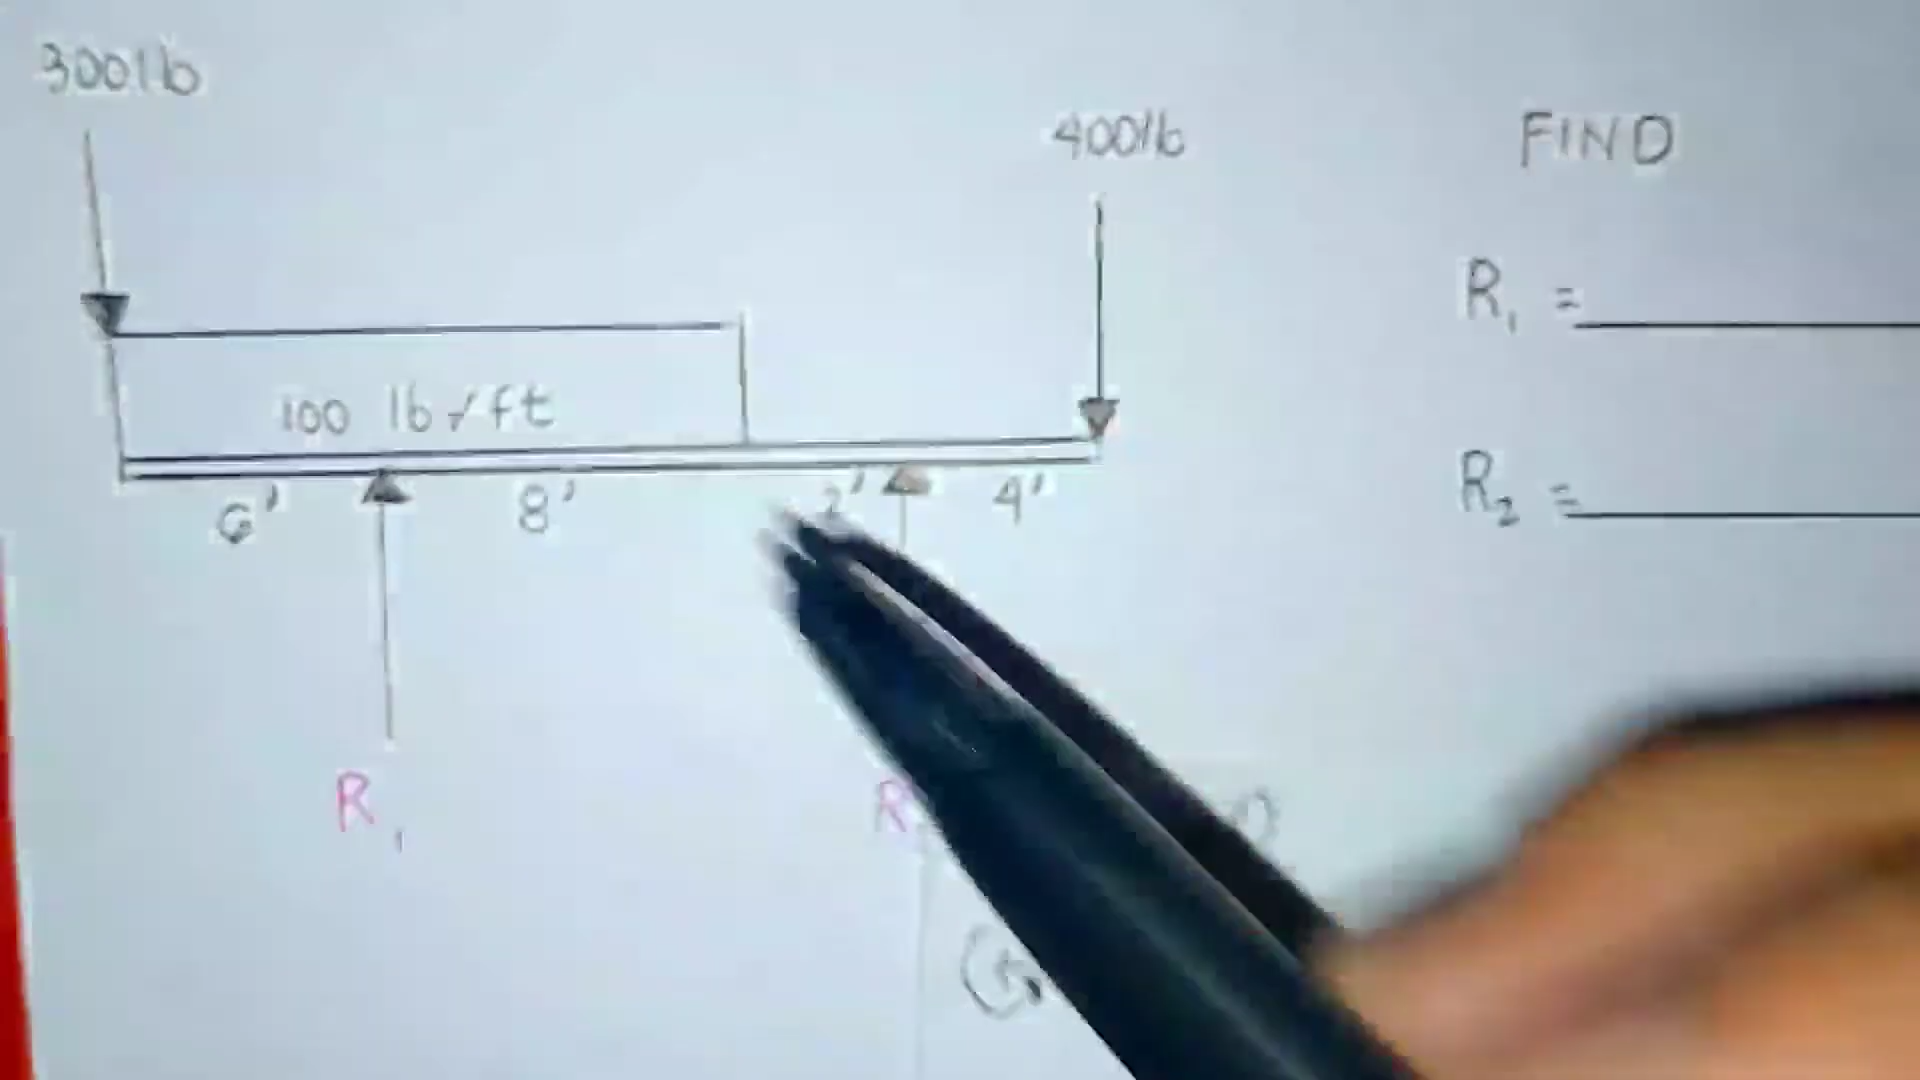 300lb
400lb
FIND
R₁ =
100 lb/ft
R₂ =
6' 8' 2' 4'
R₁
R